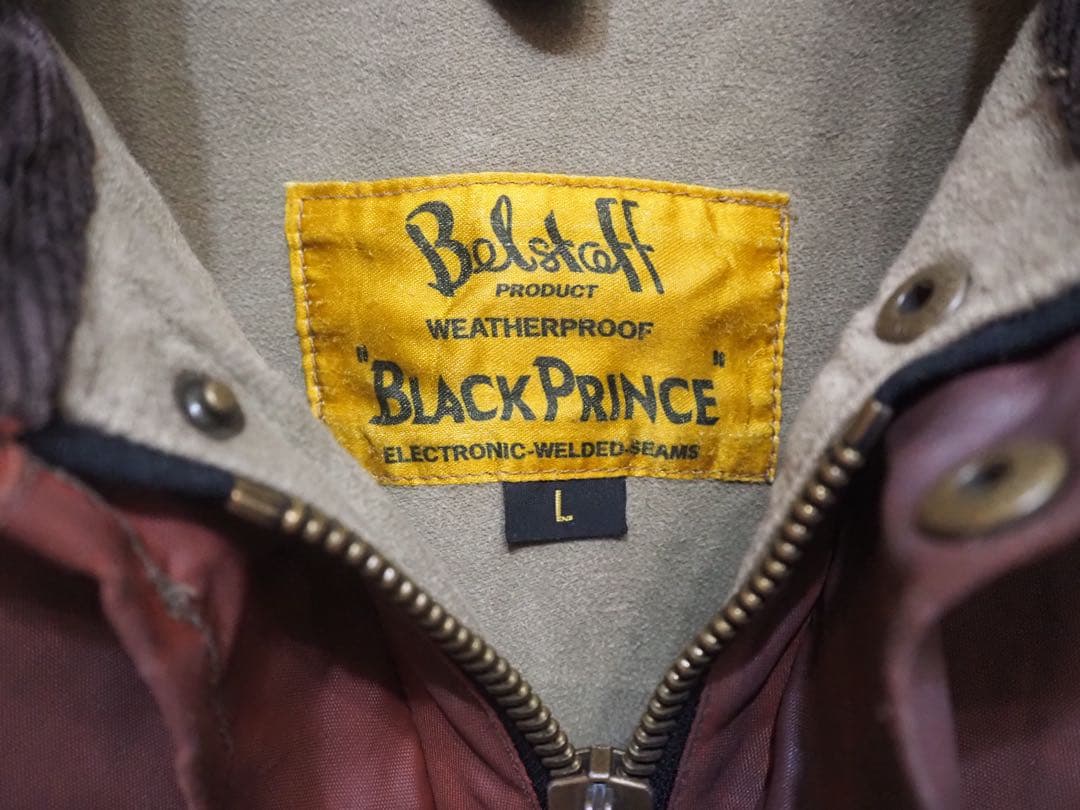 Belstaff
PRODUCT
WEATHERPROOF
"BLACK PRINCE"
ELECTRONIC-WELDED-SEAMS
L